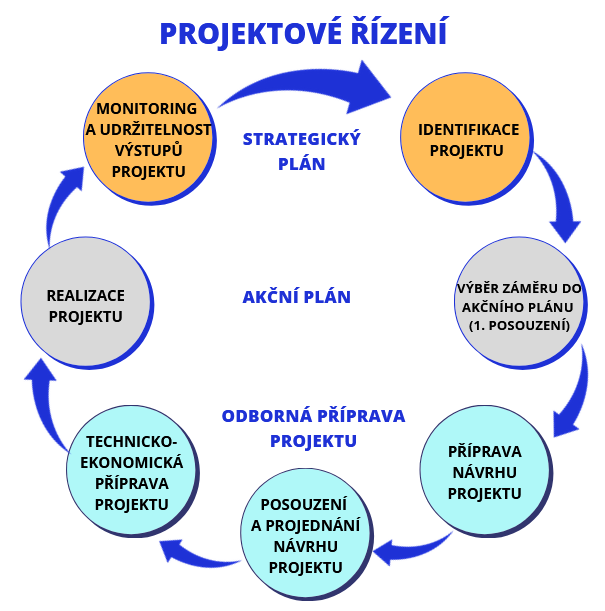 PROJEKTOVÉ ŘÍZENÍ
MONITORING
A UDRŽITELNOST
VÝSTUPŮ
PROJEKTU
STRATEGICKÝ
PLÁN
IDENTIFIKACE
PROJEKTU
REALIZACE
PROJEKTU
AKČNÍ PLÁN
VÝBĚR ZÁMĚRU DO
AKČNÍHO PLÁNU
(1. POSOUZENÍ)
ODBORNÁ PŘÍPRAVA
PROJEKTU
TECHNICKO-
EKONOMICKÁ
PŘÍPRAVA
PROJEKTU
POSOUZENÍ
A PROJEDNÁNÍ
NÁVRHU
PROJEKTU
PŘÍPRAVA
NÁVRHU
PROJEKTU